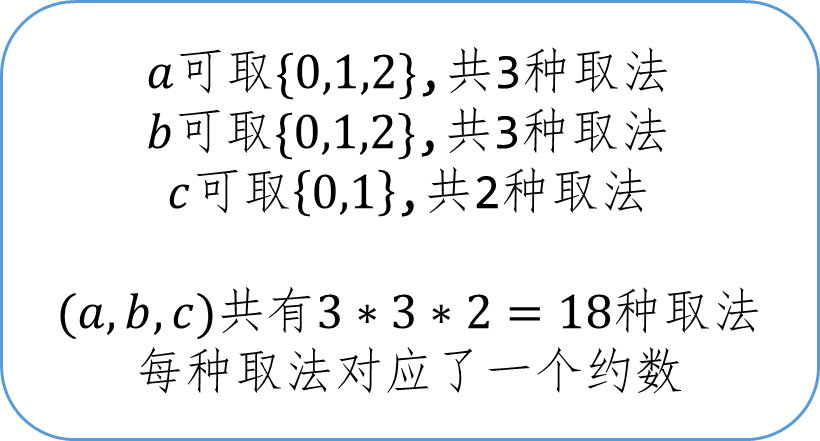 a可取{0,1,2},共3种取法
b可取{0,1,2},共3种取法
c可取{0,1},共2种取法
(a,b,c)共有3∗3∗2=18种取法
每种取法对应了一个约数